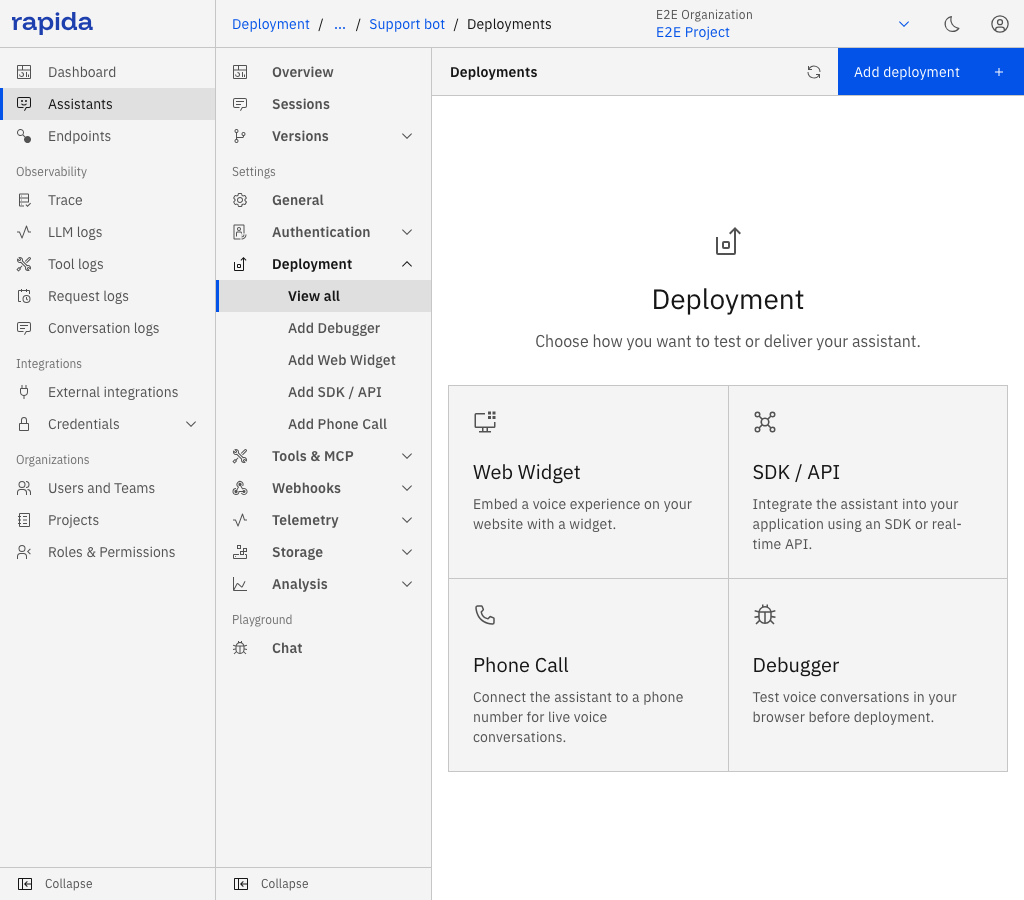 rapida
Deployment / ... / Support bot / Deployments
E2E Organization
E2E Project
Dashboard
Assistants
Endpoints
Observability
Trace
LLM logs
Tool logs
Request logs
Conversation logs
Integrations
External integrations
Credentials
Organizations
Users and Teams
Projects
Roles & Permissions
Collapse
Overview
Sessions
Versions
Settings
General
Authentication
Deployment
View all
Add Debugger
Add Web Widget
Add SDK / API
Add Phone Call
Tools & MCP
Webhooks
Telemetry
Storage
Analysis
Playground
Chat
Collapse
Deployments
Add deployment +
Deployment
Choose how you want to test or deliver your assistant.
Web Widget
Embed a voice experience on your
website with a widget.
SDK / API
Integrate the assistant into your
application using an SDK or real-
time API.
Phone Call
Connect the assistant to a phone
number for live voice
conversations.
Debugger
Test voice conversations in your
browser before deployment.